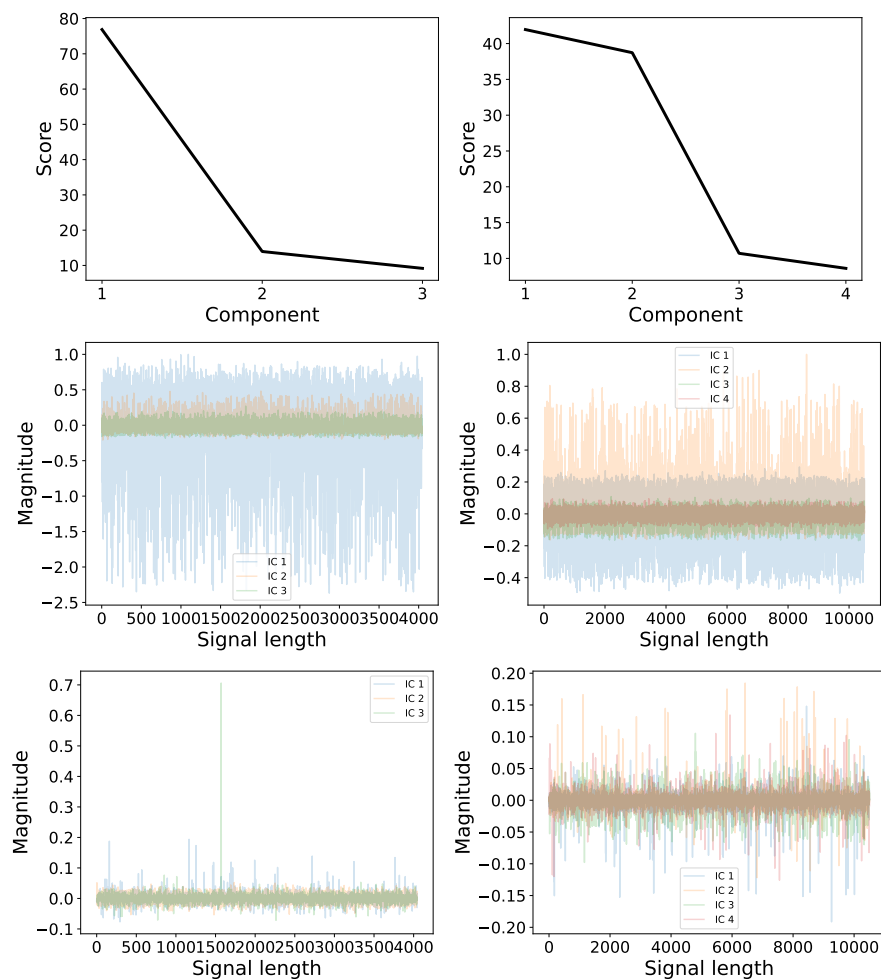 80
70
60
50
40
30
20
10
Score
1 2 3
Component
40
35
30
25
20
15
10
Score
1 2 3 4
Component
1.0
0.5
0.0
−0.5
−1.0
−1.5
−2.0
−2.5
Magnitude
IC 1
IC 2
IC 3
0 500 1000 1500 2000 2500 3000 3500 4000
Signal length
1.0
0.8
0.6
0.4
0.2
0.0
−0.2
−0.4
Magnitude
IC 1
IC 2
IC 3
IC 4
0 2000 4000 6000 8000 10000
Signal length
0.7
0.6
0.5
0.4
0.3
0.2
0.1
0.0
−0.1
Magnitude
IC 1
IC 2
IC 3
0 500 1000 1500 2000 2500 3000 3500 4000
Signal length
0.20
0.15
0.10
0.05
0.00
−0.05
−0.10
−0.15
−0.20
Magnitude
IC 1
IC 2
IC 3
IC 4
0 2000 4000 6000 8000 10000
Signal length